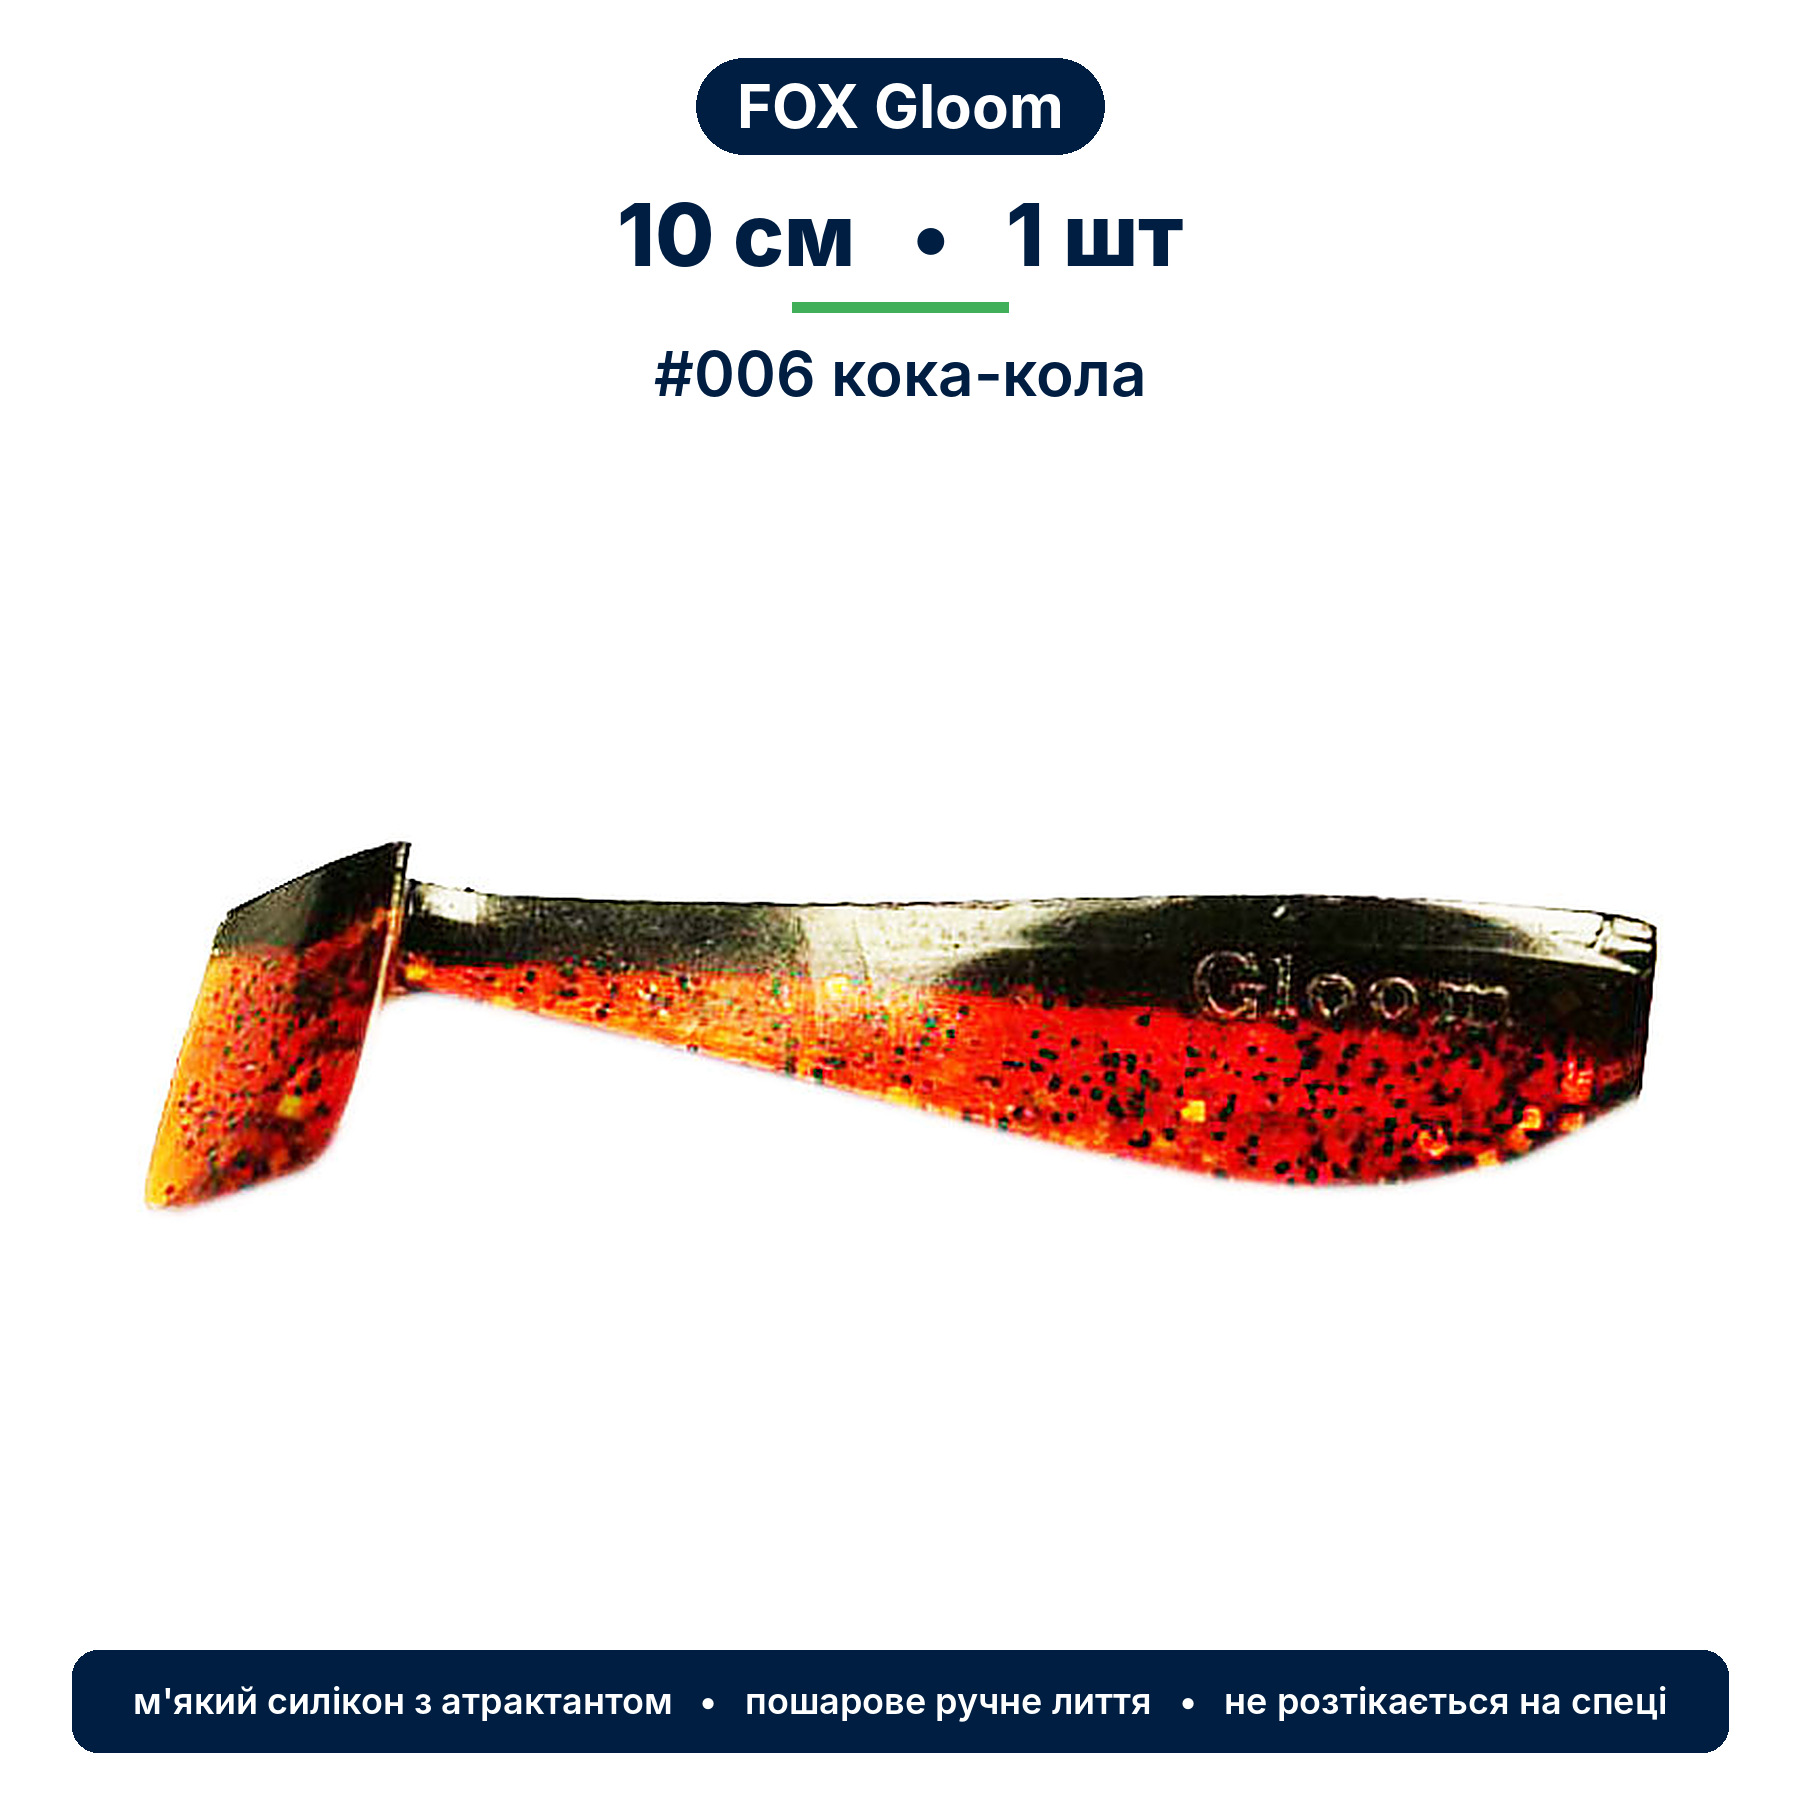 FOX Gloom
10 см • 1 шт
#006 кока-кола
Gloom
м'який силікон з атрактантом • пошарове ручне лиття • не розтікається на спеці